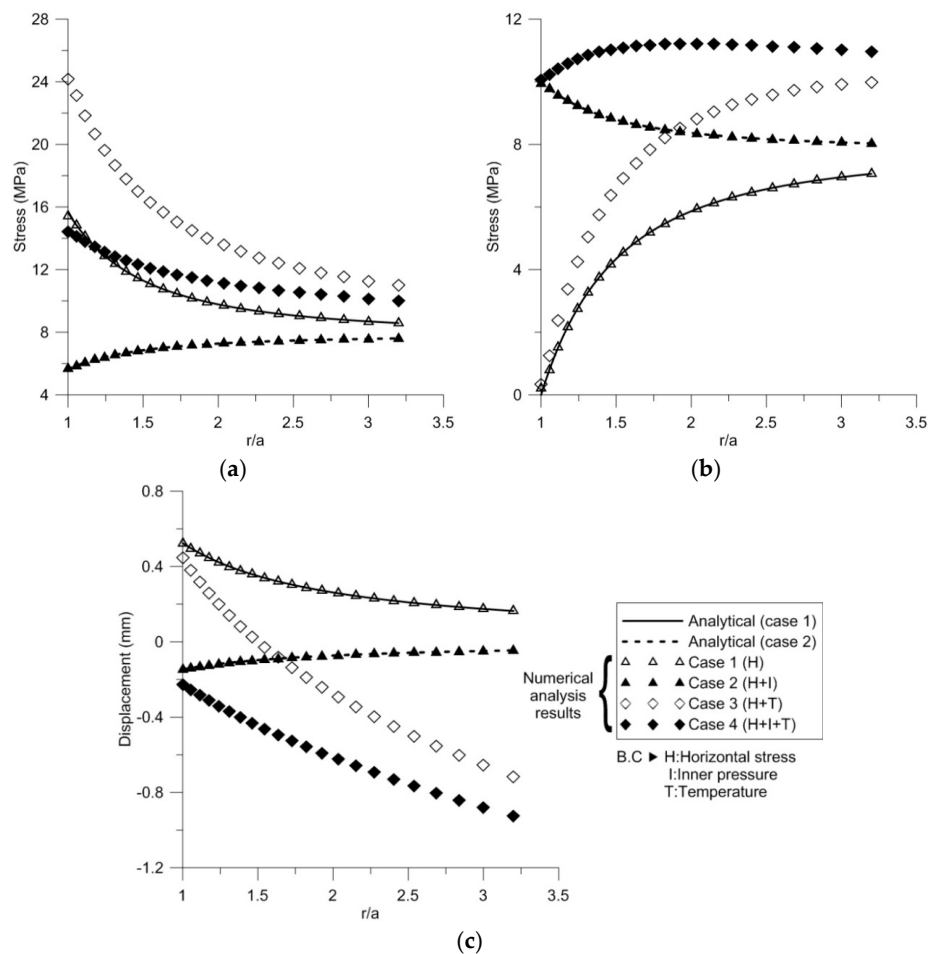 28
24
20
16
12
8
4
Stress (MPa)
1 1.5 2 2.5 3 3.5
r/a
(a)
12
8
4
0
Stress (MPa)
1 1.5 2 2.5 3 3.5
r/a
(b)
0.8
0.4
0
-0.4
-0.8
-1.2
Displacement (mm)
1 1.5 2 2.5 3 3.5
r/a
(c)
Analytical (case 1)
Analytical (case 2)
Numerical
analysis
results
Case 1 (H)
Case 2 (H+I)
Case 3 (H+T)
Case 4 (H+I+T)
B.C ► H:Horizontal stress
I:Inner pressure
T:Temperature